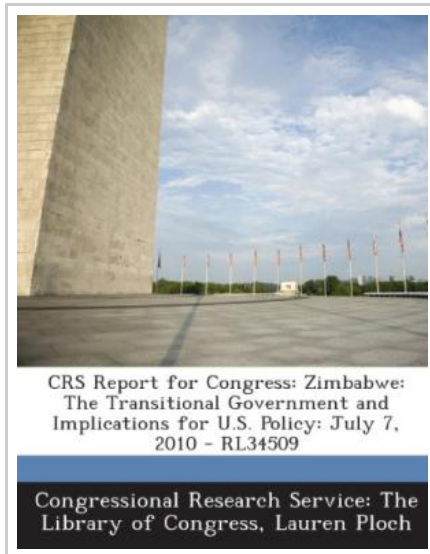 CRS Report for Congress: Zimbabwe:
The Transitional Government and
Implications for U.S. Policy: July 7,
2010 - RL34509
Congressional Research Service: The
Library of Congress, Lauren Ploch